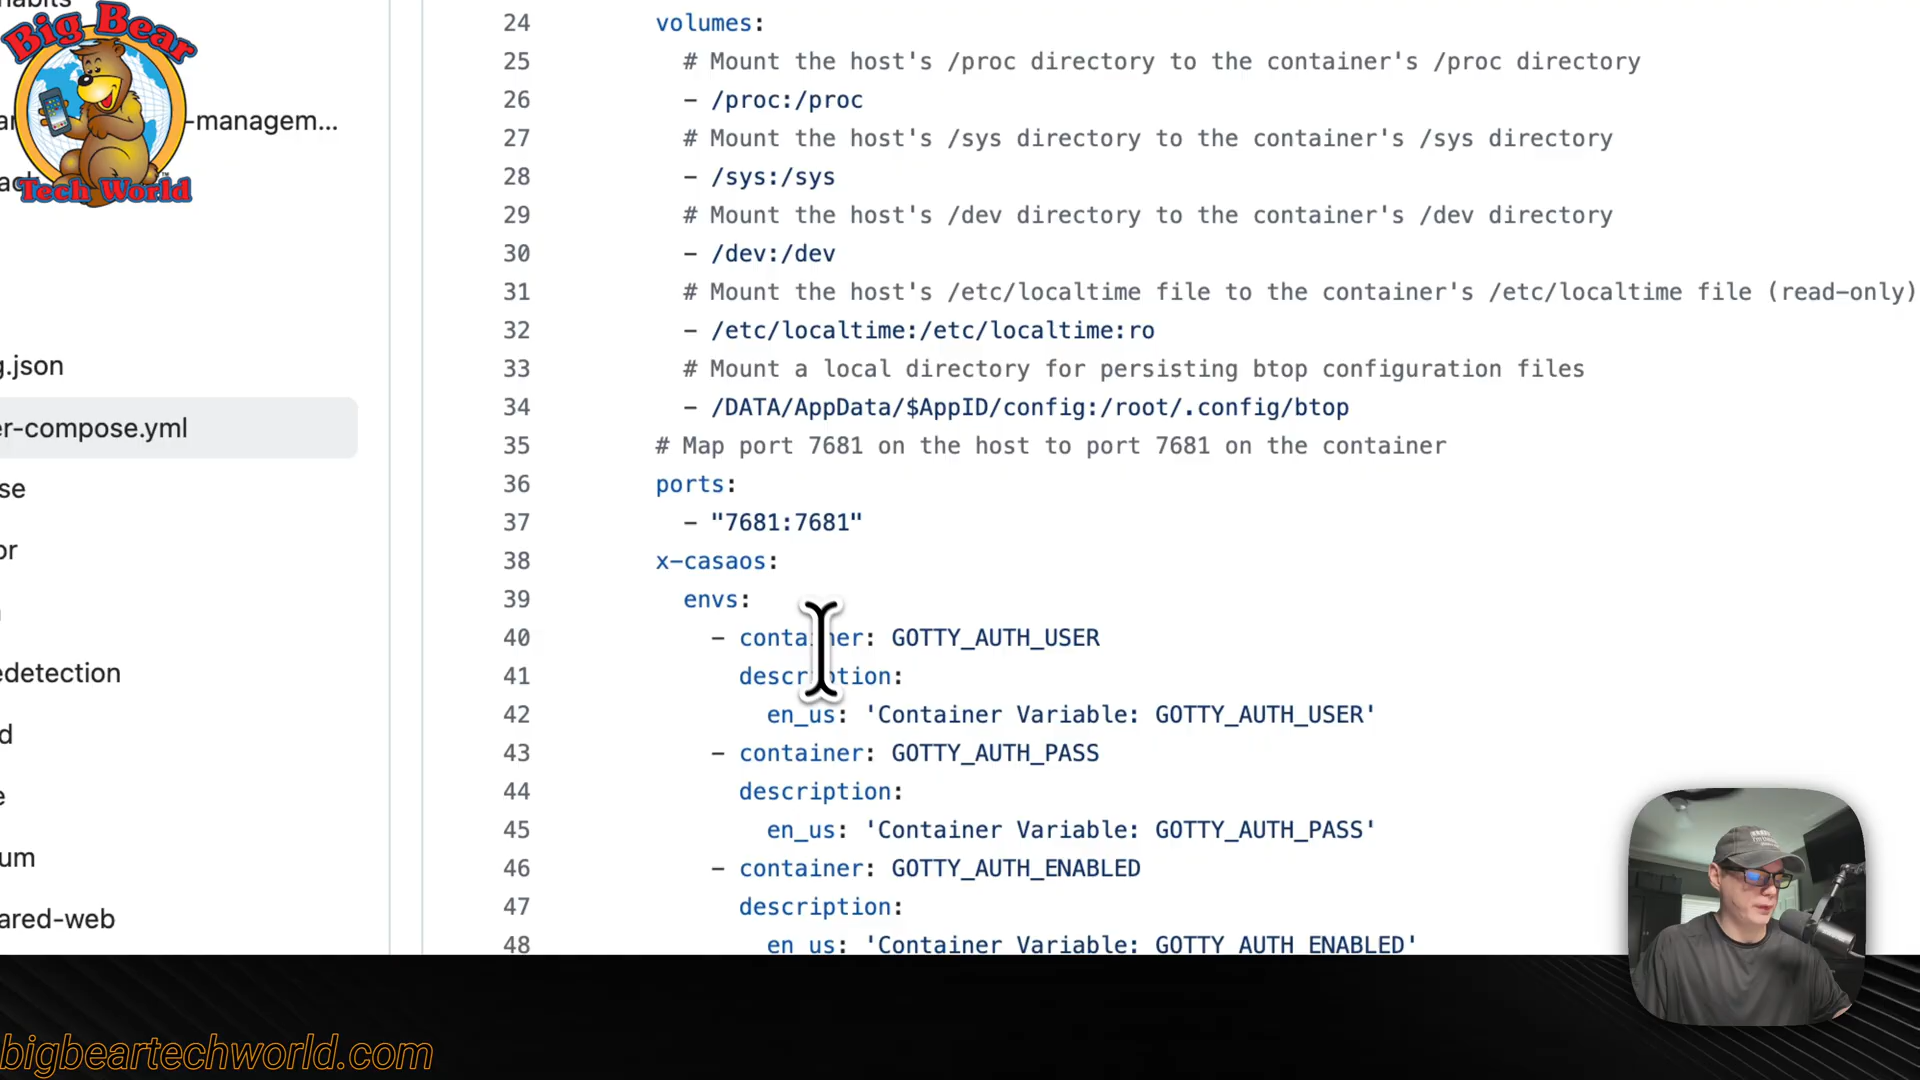 Big Bear
Tech World
-managem...
g.json
er-compose.yml
se
or
edetection
d
e
um
ared-web
24 volumes:
25 # Mount the host's /proc directory to the container's /proc directory
26 - /proc:/proc
27 # Mount the host's /sys directory to the container's /sys directory
28 - /sys:/sys
29 # Mount the host's /dev directory to the container's /dev directory
30 - /dev:/dev
31 # Mount the host's /etc/localtime file to the container's /etc/localtime file (read-only)
32 - /etc/localtime:/etc/localtime:ro
33 # Mount a local directory for persisting btop configuration files
34 - /DATA/AppData/$AppID/config:/root/.config/btop
35 # Map port 7681 on the host to port 7681 on the container
36 ports:
37 - "7681:7681"
38 x-casaos:
39 envs:
40 - container: GOTTY_AUTH_USER
41 description:
42 en_us: 'Container Variable: GOTTY_AUTH_USER'
43 - container: GOTTY_AUTH_PASS
44 description:
45 en_us: 'Container Variable: GOTTY_AUTH_PASS'
46 - container: GOTTY_AUTH_ENABLED
47 description:
48 en_us: 'Container Variable: GOTTY_AUTH_ENABLED'
bigbeartechworld.com